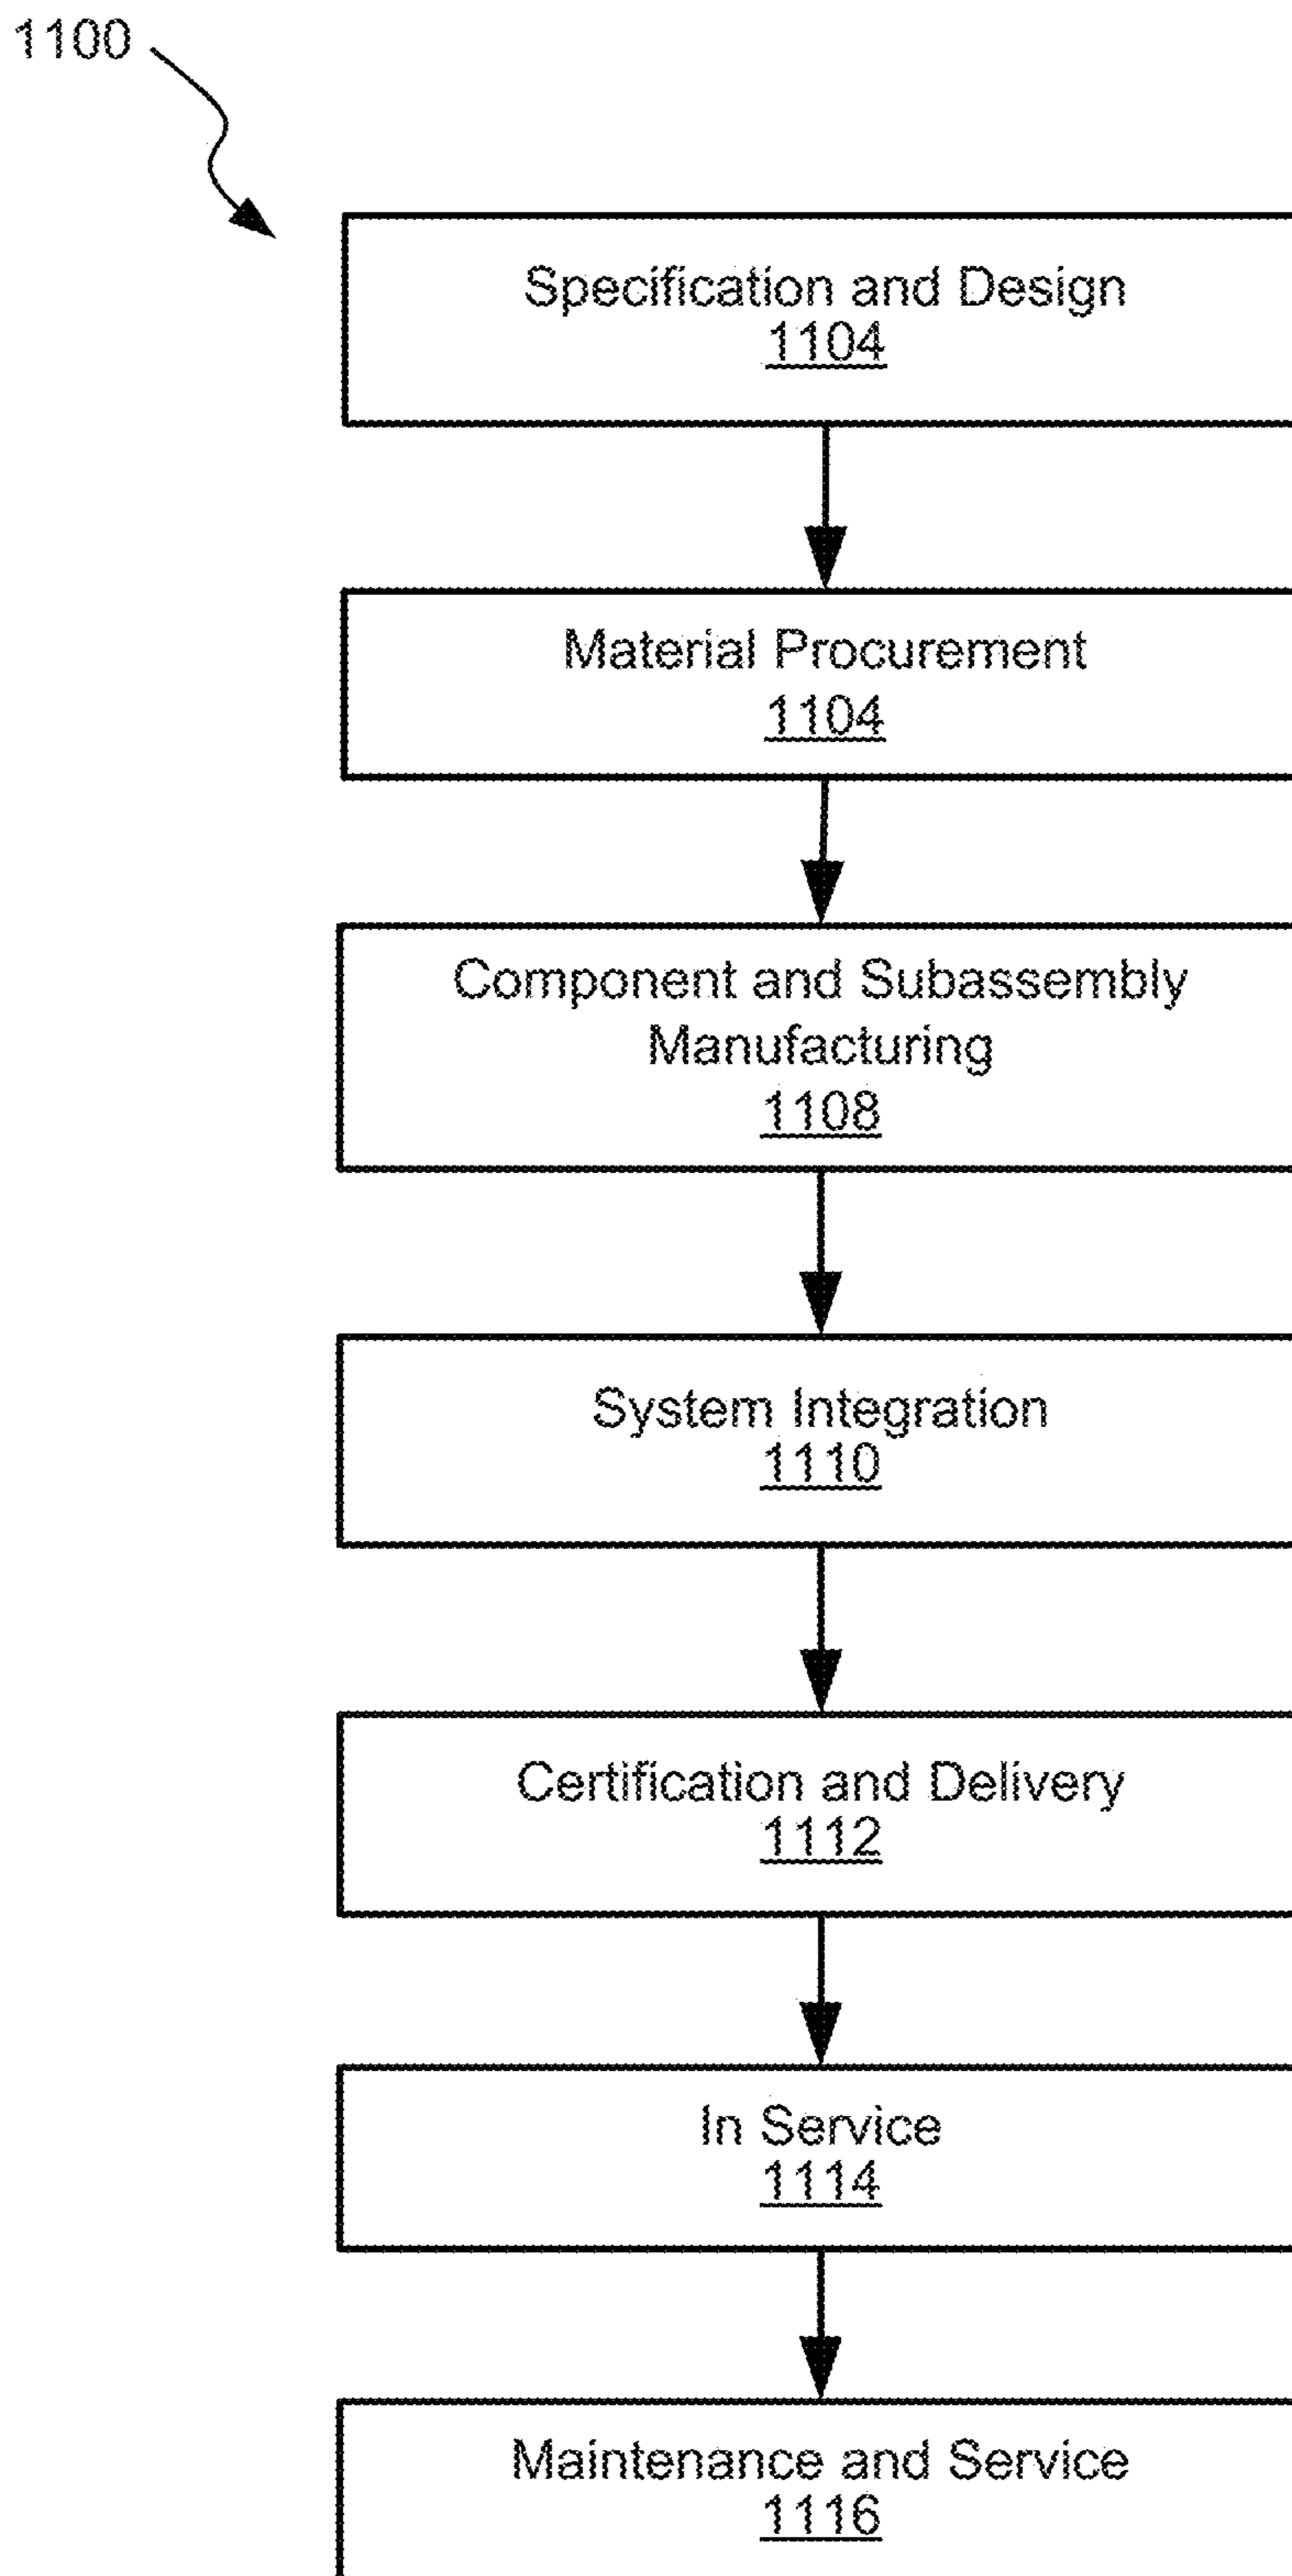 1100
Specification and Design
1104
Material Procurement
1104
Component and Subassembly
Manufacturing
1108
System Integration
1110
Certification and Delivery
1112
In Service
1114
Maintenance and Service
1116